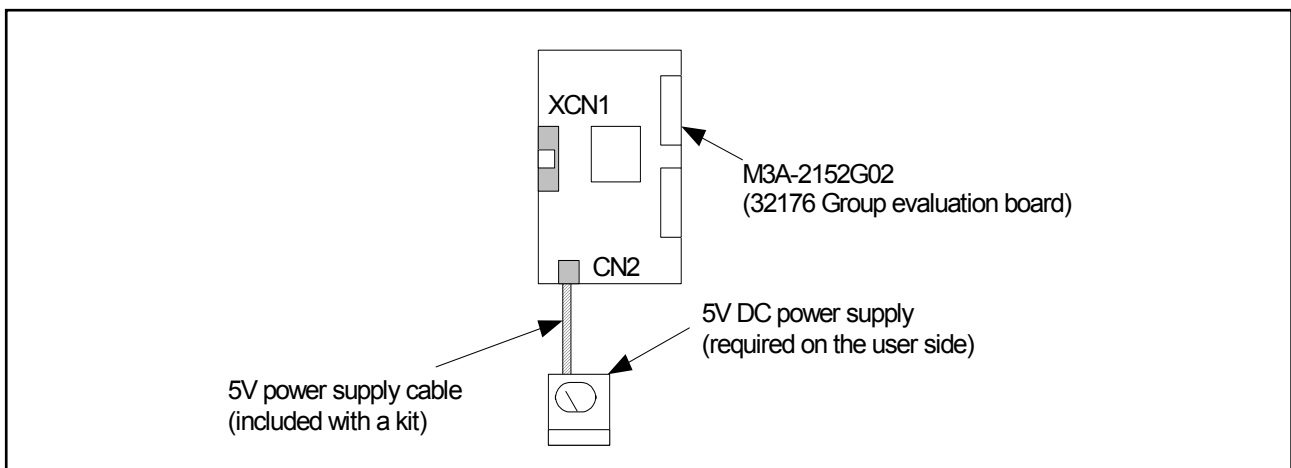 XCN1
M3A-2152G02
(32176 Group evaluation board)
CN2
5V DC power supply
(required on the user side)
5V power supply cable
(included with a kit)